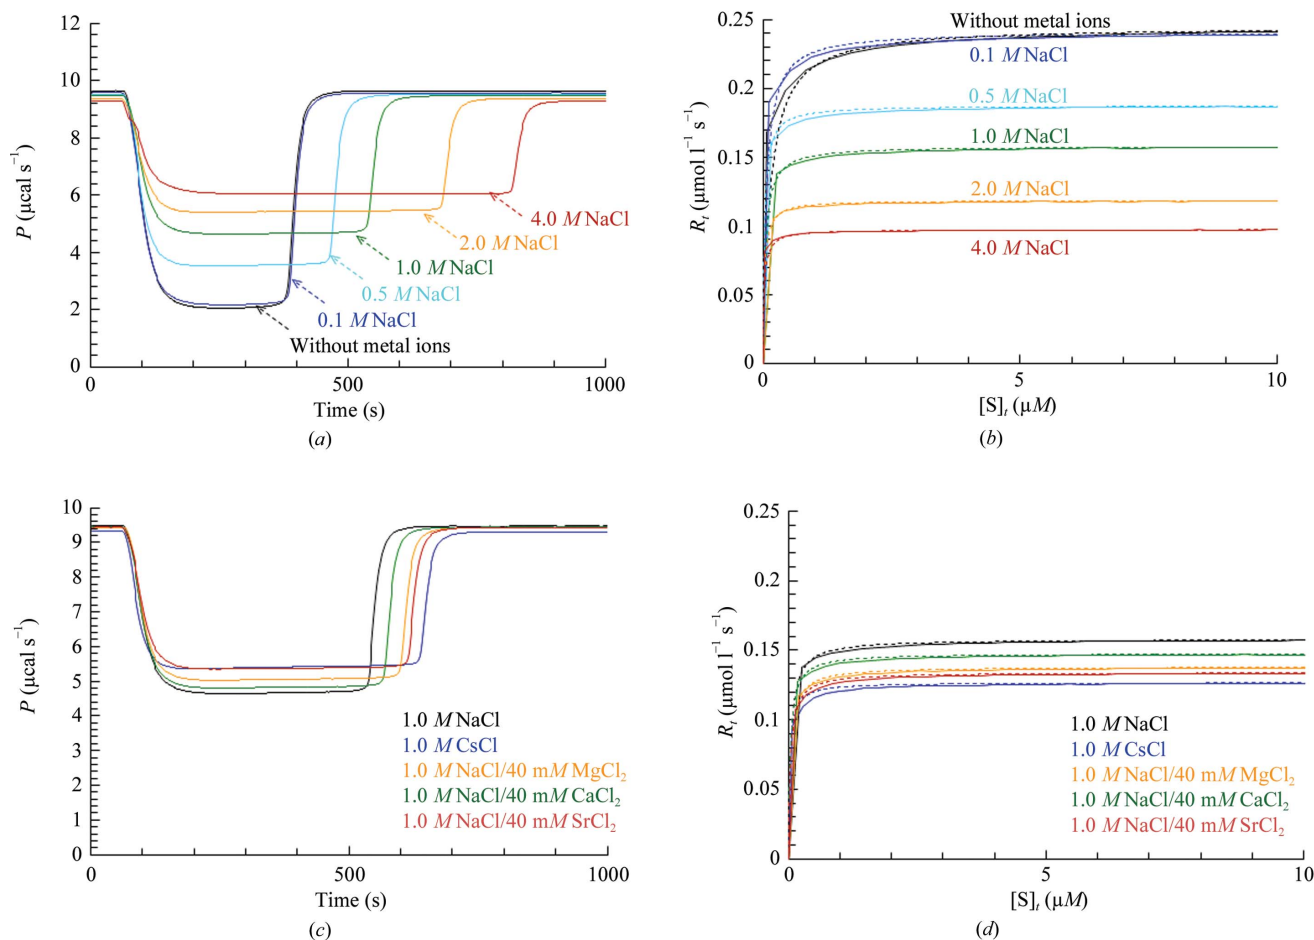 12
10
8
6
4
2
0
P (μcal s⁻¹)
0
500
1000
Time (s)
4.0 M NaCl
2.0 M NaCl
1.0 M NaCl
0.5 M NaCl
0.1 M NaCl
Without metal ions
(a)
0.25
0.2
0.15
0.1
0.05
0
Rₜ (μmol l⁻¹ s⁻¹)
Without metal ions
0.1 M NaCl
0.5 M NaCl
1.0 M NaCl
2.0 M NaCl
4.0 M NaCl
0
5
10
[S]ₜ (μM)
(b)
10
9
8
7
6
5
4
3
2
1
0
P (μcal s⁻¹)
1.0 M NaCl
1.0 M CsCl
1.0 M NaCl/40 mM MgCl₂
1.0 M NaCl/40 mM CaCl₂
1.0 M NaCl/40 mM SrCl₂
0
500
1000
Time (s)
(c)
0.25
0.2
0.15
0.1
0.05
0
Rₜ (μmol l⁻¹ s⁻¹)
1.0 M NaCl
1.0 M CsCl
1.0 M NaCl/40 mM MgCl₂
1.0 M NaCl/40 mM CaCl₂
1.0 M NaCl/40 mM SrCl₂
0
5
10
[S]ₜ (μM)
(d)